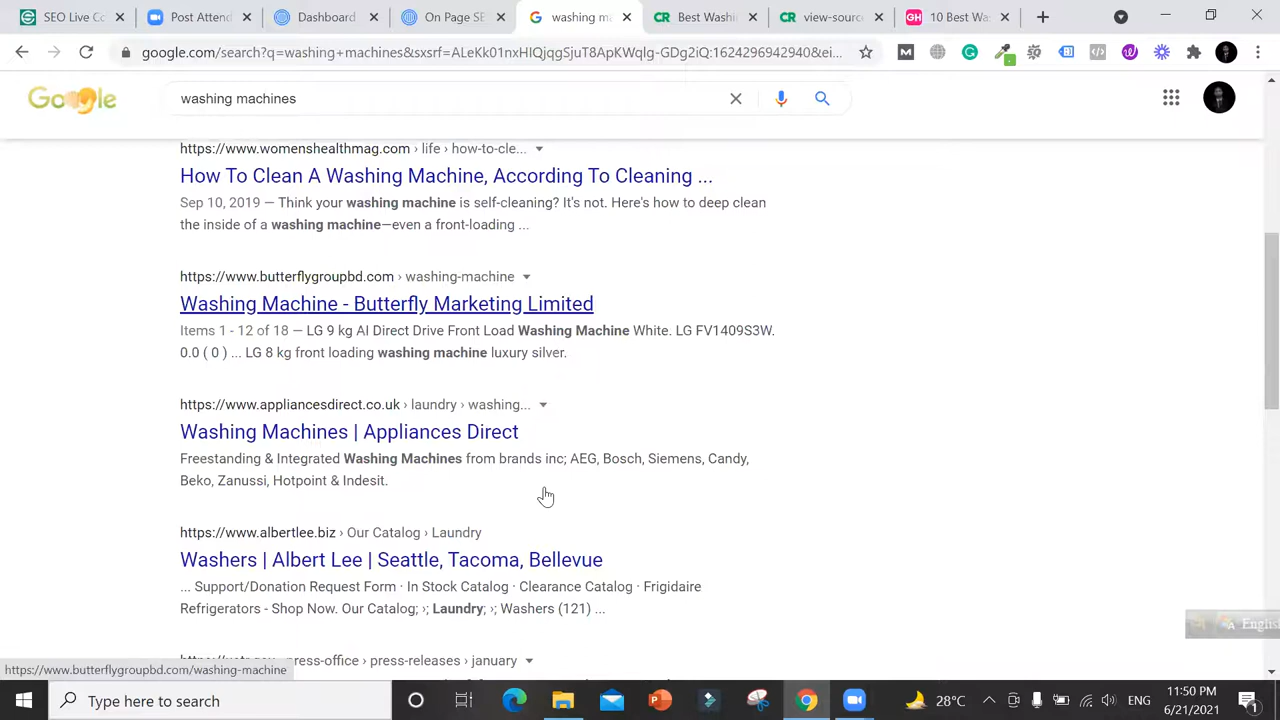 SEO Live Co
Post Attend
Dashboard
On Page SE
washing ma
Best Washi
view-sourc
10 Best Wa
google.com/search?q=washing+machines&sxsrf=ALeKk01nxHIQjqgSjuT8ApKWqlg-GDg2iQ:1624296942940&ei...
Google
washing machines
https://www.womenshealthmag.com › life › how-to-cle...
How To Clean A Washing Machine, According To Cleaning ...
Sep 10, 2019 — Think your washing machine is self-cleaning? It's not. Here's how to deep clean
the inside of a washing machine—even a front-loading ...
https://www.butterflygroupbd.com › washing-machine
Washing Machine - Butterfly Marketing Limited
Items 1 - 12 of 18 — LG 9 kg AI Direct Drive Front Load Washing Machine White. LG FV1409S3W.
0.0 ( 0 ) ... LG 8 kg front loading washing machine luxury silver.
https://www.appliancesdirect.co.uk › laundry › washing...
Washing Machines | Appliances Direct
Freestanding & Integrated Washing Machines from brands inc; AEG, Bosch, Siemens, Candy,
Beko, Zanussi, Hotpoint & Indesit.
https://www.albertlee.biz › Our Catalog › Laundry
Washers | Albert Lee | Seattle, Tacoma, Bellevue
... Support/Donation Request Form · In Stock Catalog · Clearance Catalog · Frigidaire
Refrigerators - Shop Now. Our Catalog; ›; Laundry; ›; Washers (121) ...
English
press-releases › january
https://www.butterflygroupbd.com/washing-machine
Type here to search
28°C
ENG
11:50 PM
6/21/2021